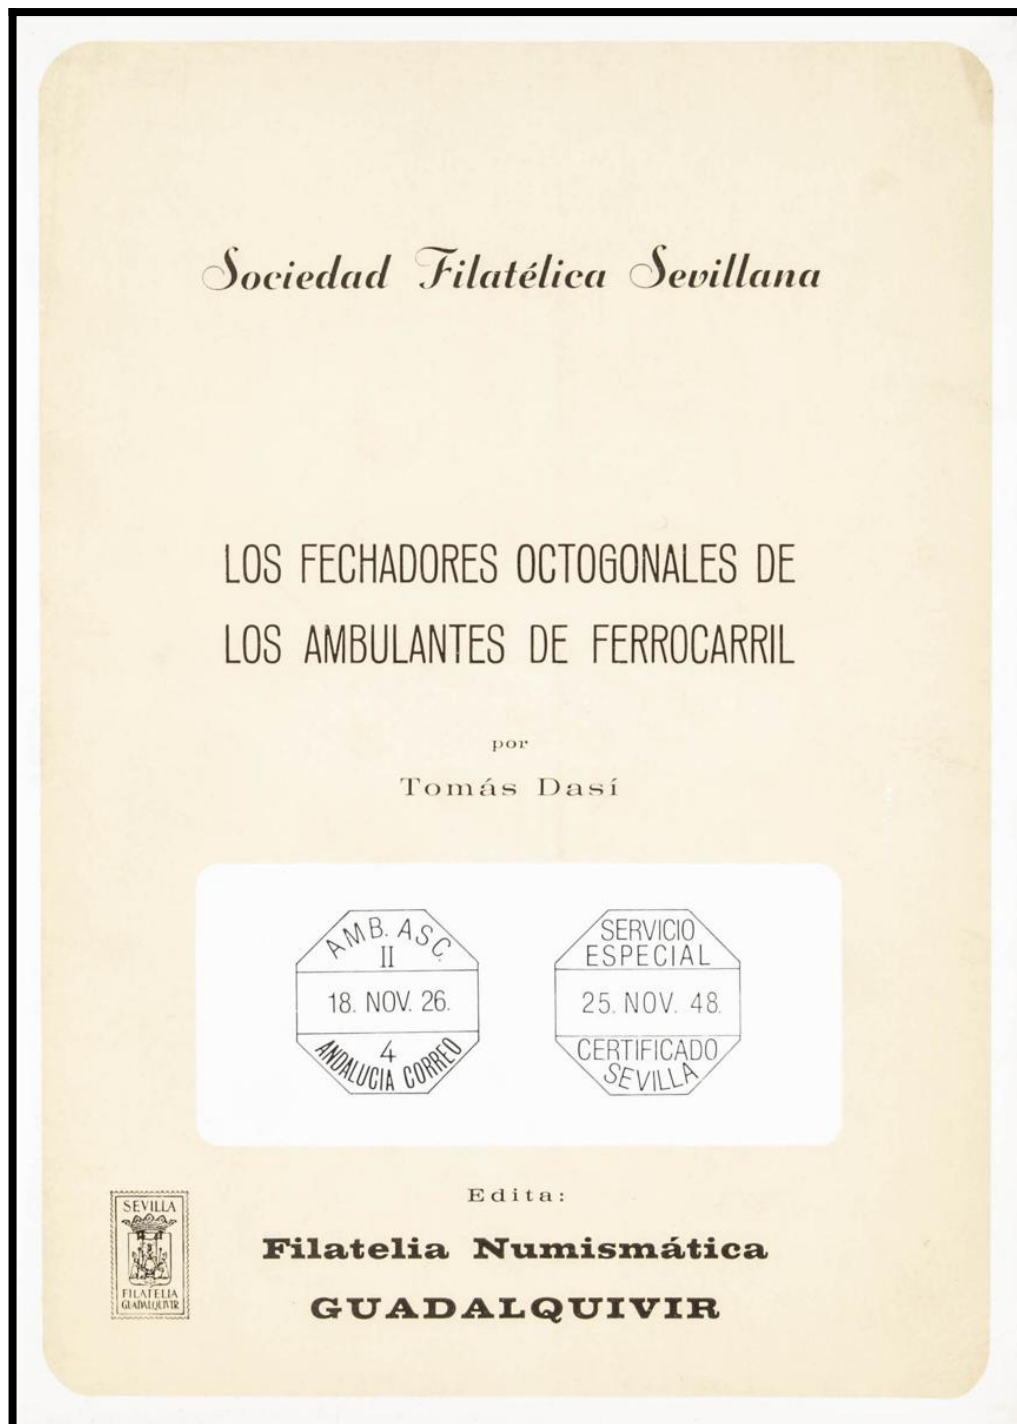 Sociedad Filatélica Sevillana
LOS FECHADORES OCTOGONALES DE
LOS AMBULANTES DE FERROCARRIL
por
Tomás Dasí
AMB. ASC.
II
18. NOV. 26.
4
ANDALUCIA CORREO
SERVICIO
ESPECIAL
25. NOV. 48.
CERTIFICADO
SEVILLA
Edita:
Filatelia Numismática
GUADALQUIVIR
SEVILLA
FILATELIA
GUADALQUIVIR